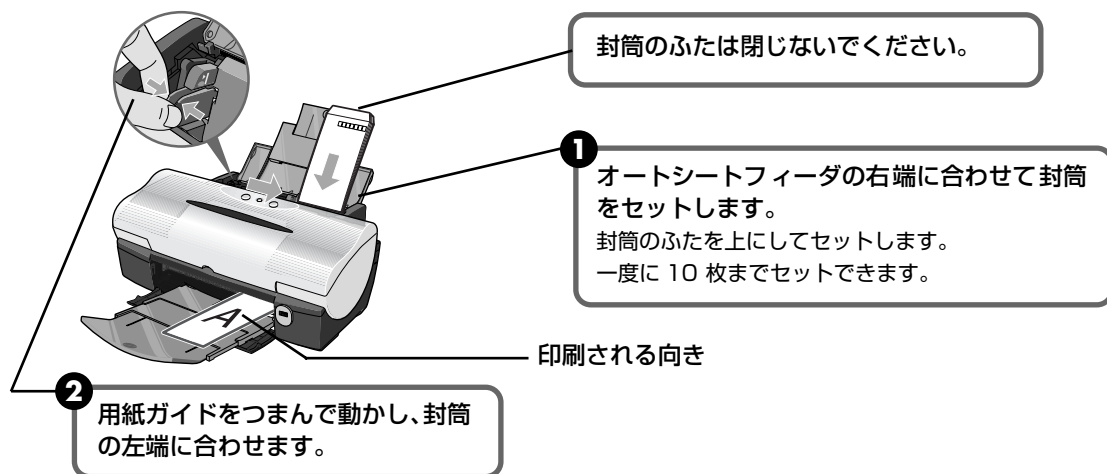 封筒のふたは閉じないでください。
1
オートシートフィーダの右端に合わせて封筒
をセットします。
封筒のふたを上にしてセットします。
一度に 10 枚までセットできます。
A
印刷される向き
2
用紙ガイドをつまんで動かし、封筒
の左端に合わせます。